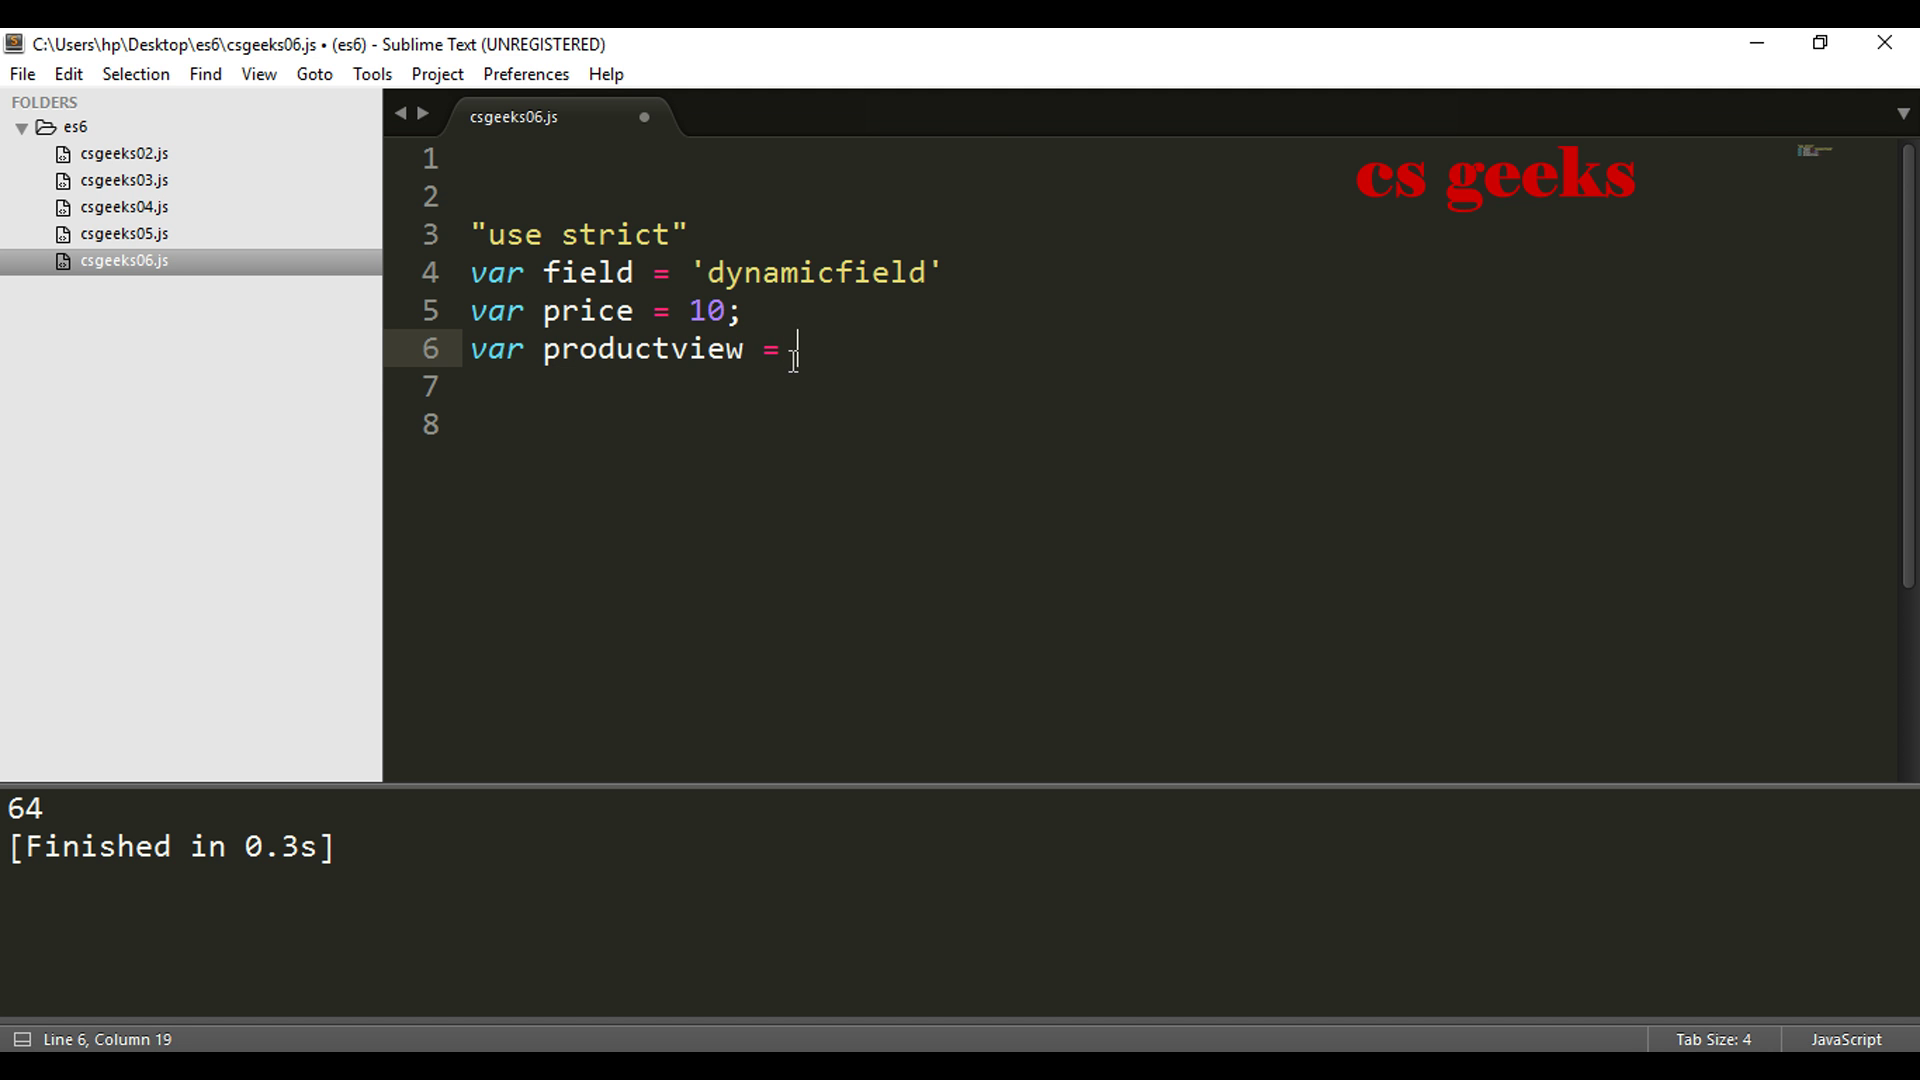 C:\Users\hp\Desktop\es6\csgeeks06.js • (es6) - Sublime Text (UNREGISTERED)
File Edit Selection Find View Goto Tools Project Preferences Help
FOLDERS
es6
csgeeks02.js
csgeeks03.js
csgeeks04.js
csgeeks05.js
csgeeks06.js
csgeeks06.js
cs geeks
1
2
3 "use strict"
4 var field = 'dynamicfield'
5 var price = 10;
6 var productview =
7
8
64
[Finished in 0.3s]
Line 6, Column 19
Tab Size: 4
JavaScript